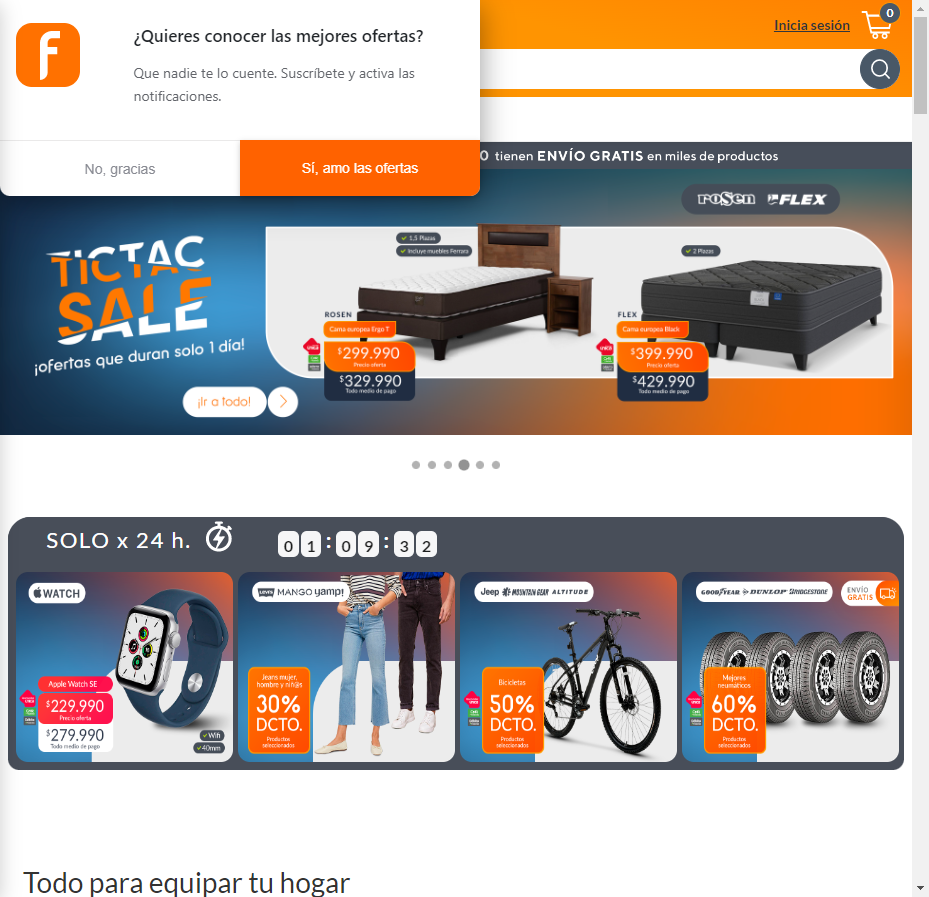 f
¿Quieres conocer las mejores ofertas?
Que nadie te lo cuente. Suscríbete y activa las
notificaciones.
No, gracias
Sí, amo las ofertas
Inicia sesión
0
0 tienen ENVÍO GRATIS en miles de productos
rosen FLEX
TICTAC
SALE
¡ofertas que duran solo 1 día!
¡Ir a todo!
1,5 Plazas
Incluye muebles Ferrara
ROSEN
Cama europea Ergo T
$299.990
Precio oferta
$329.990
Todo medio de pago
2 Plazas
FLEX
Cama europea Black
$399.990
Precio oferta
$429.990
Todo medio de pago
SOLO x 24 h.
01:09:32
WATCH
Apple Watch SE
$229.990
Precio oferta
$279.990
Todo medio de pago
Wifi
40mm
Levi's MANGO yamp!
Jeans mujer,
hombre y niñ@s
30%
DCTO.
Productos
seleccionados
Jeep MOUNTAIN GEAR ALTITUDE
Bicicletas
50%
DCTO.
Productos
seleccionados
GOODYEAR DUNLOP BRIDGESTONE
ENVÍO
GRATIS
Mejores
neumáticos
60%
DCTO.
Productos
seleccionados
Todo para equipar tu hogar